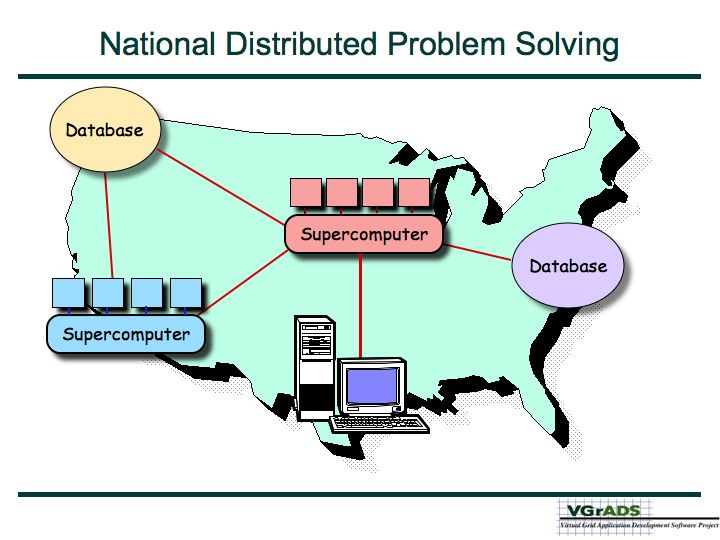 National Distributed Problem Solving
Database
Supercomputer
Database
Supercomputer
VGrADS
Virtual Grid Application Development Software Project